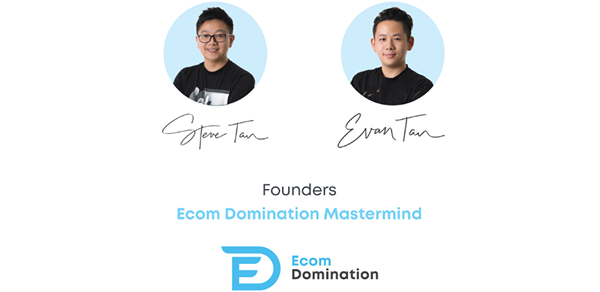 Steve Tan
Evan Tan
Founders
Ecom Domination Mastermind
Ecom
Domination